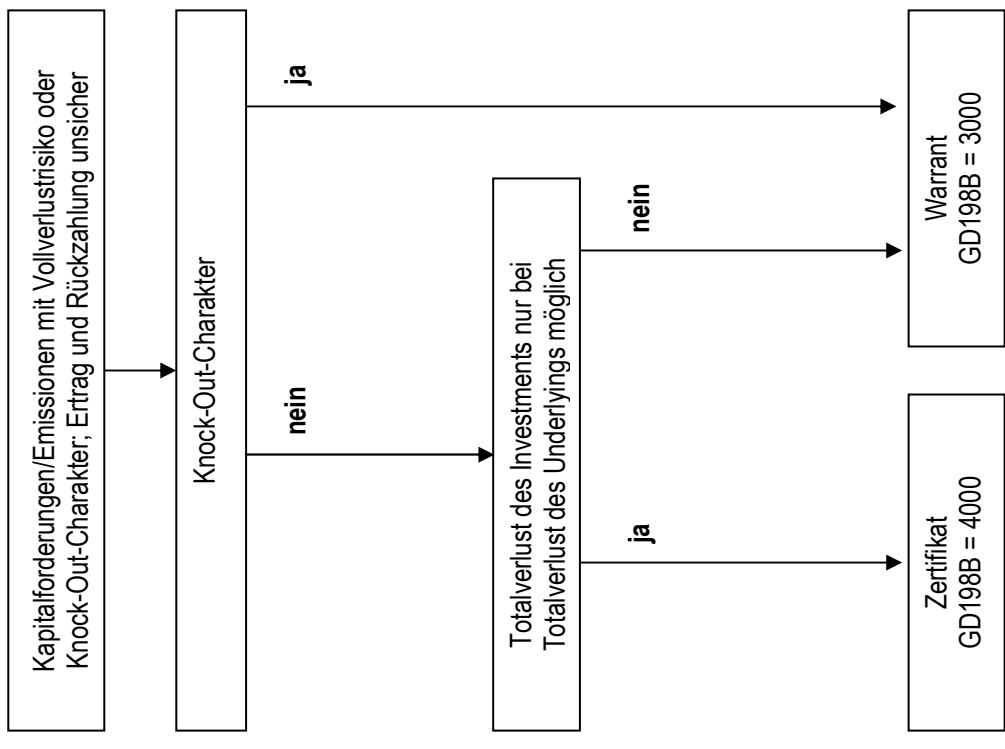 Kapitalforderungen/Emissionen mit Vollverlustrisiko oder
Knock-Out-Charakter; Ertrag und Rückzahlung unsicher
Knock-Out-Charakter
nein
ja
Totalverlust des Investments nur bei
Totalverlust des Underlyings möglich
ja
nein
Zertifikat
GD198B = 4000
Warrant
GD198B = 3000